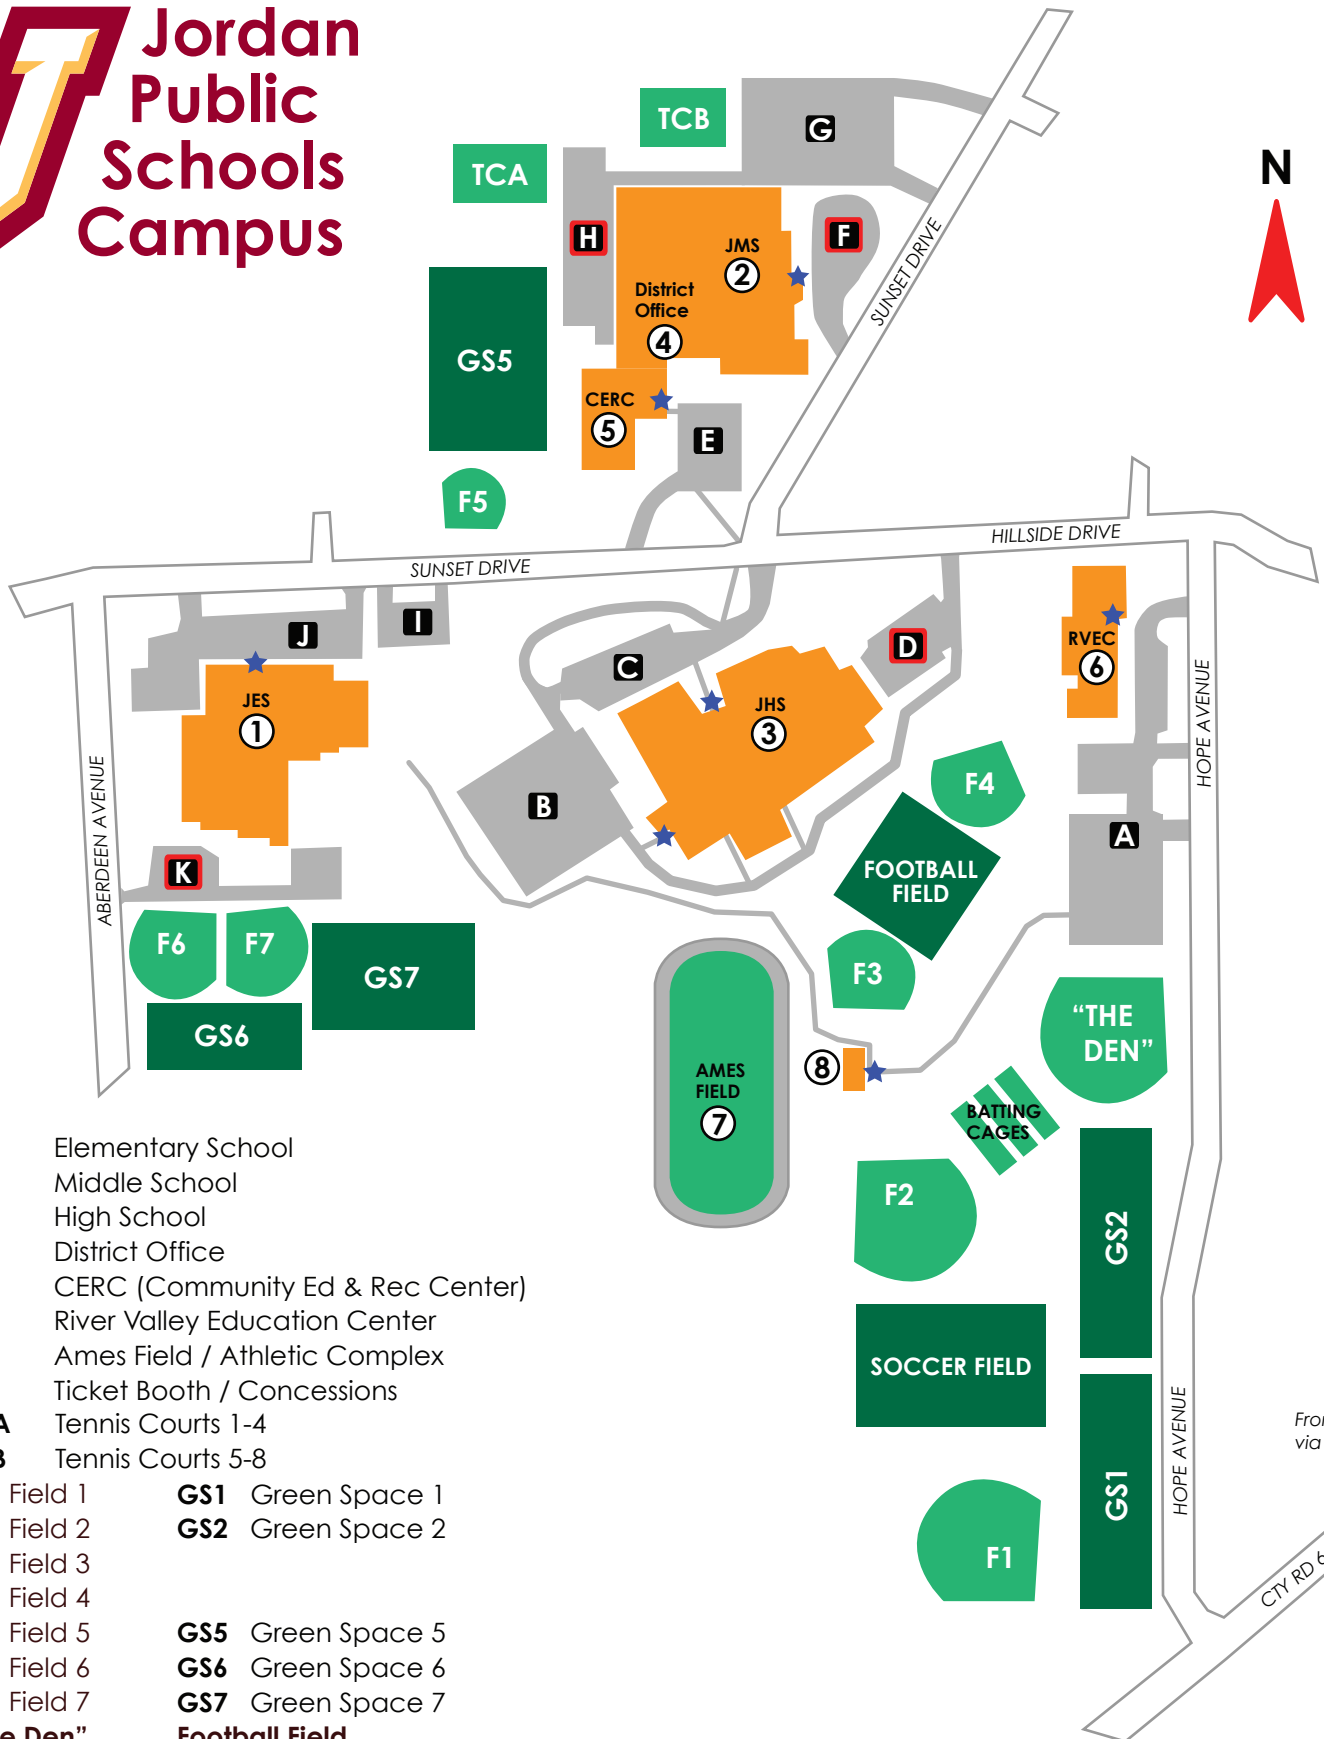 Jordan
Public
Schools
Campus
N
TCB
G
TCA
H
F
JMS
2
District
Office
4
SUNSET DRIVE
GS5
CERC
5
E
F5
HILLSIDE DRIVE
SUNSET DRIVE
I
J
C
D
RVEC
6
JES
1
JHS
3
HOPE AVENUE
ABERDEEN AVENUE
B
F4
A
K
FOOTBALL
FIELD
F6
F7
GS7
F3
GS6
"THE
DEN"
8
AMES
FIELD
7
BATTING
CAGES
F2
GS2
SOCCER FIELD
GS1
HOPE AVENUE
F1
CTY RD 6
via
Elementary School
Middle School
High School
District Office
CERC (Community Ed & Rec Center)
River Valley Education Center
Ames Field / Athletic Complex
Ticket Booth / Concessions
A Tennis Courts 1-4
B Tennis Courts 5-8
Field 1 GS1 Green Space 1
Field 2 GS2 Green Space 2
Field 3
Field 4
Field 5 GS5 Green Space 5
Field 6 GS6 Green Space 6
Field 7 GS7 Green Space 7
e Den" Football Field